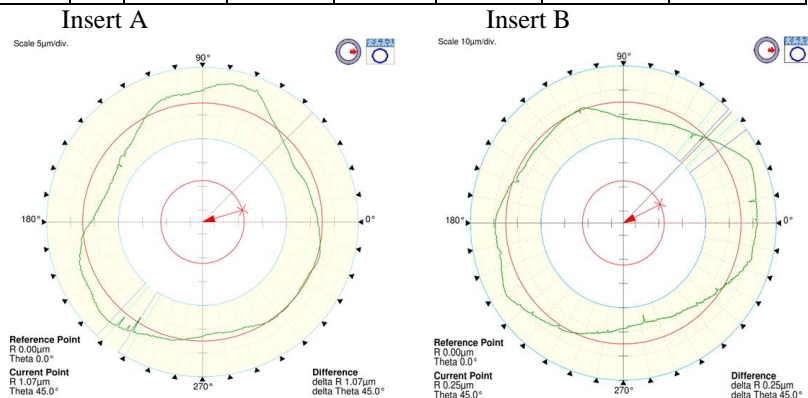 Insert A Insert B
Scale 5µm/div.
90°
180°
0°
270°
Reference Point
R 0.00µm
Theta 0.0°
Current Point
R 1.07µm
Theta 45.0°
Difference
delta R 1.07µm
delta Theta 45.0°
Scale 10µm/div.
90°
180°
0°
270°
Reference Point
R 0.00µm
Theta 0.0°
Current Point
R 0.25µm
Theta 45.0°
Difference
delta R 0.25µm
delta Theta 45.0°